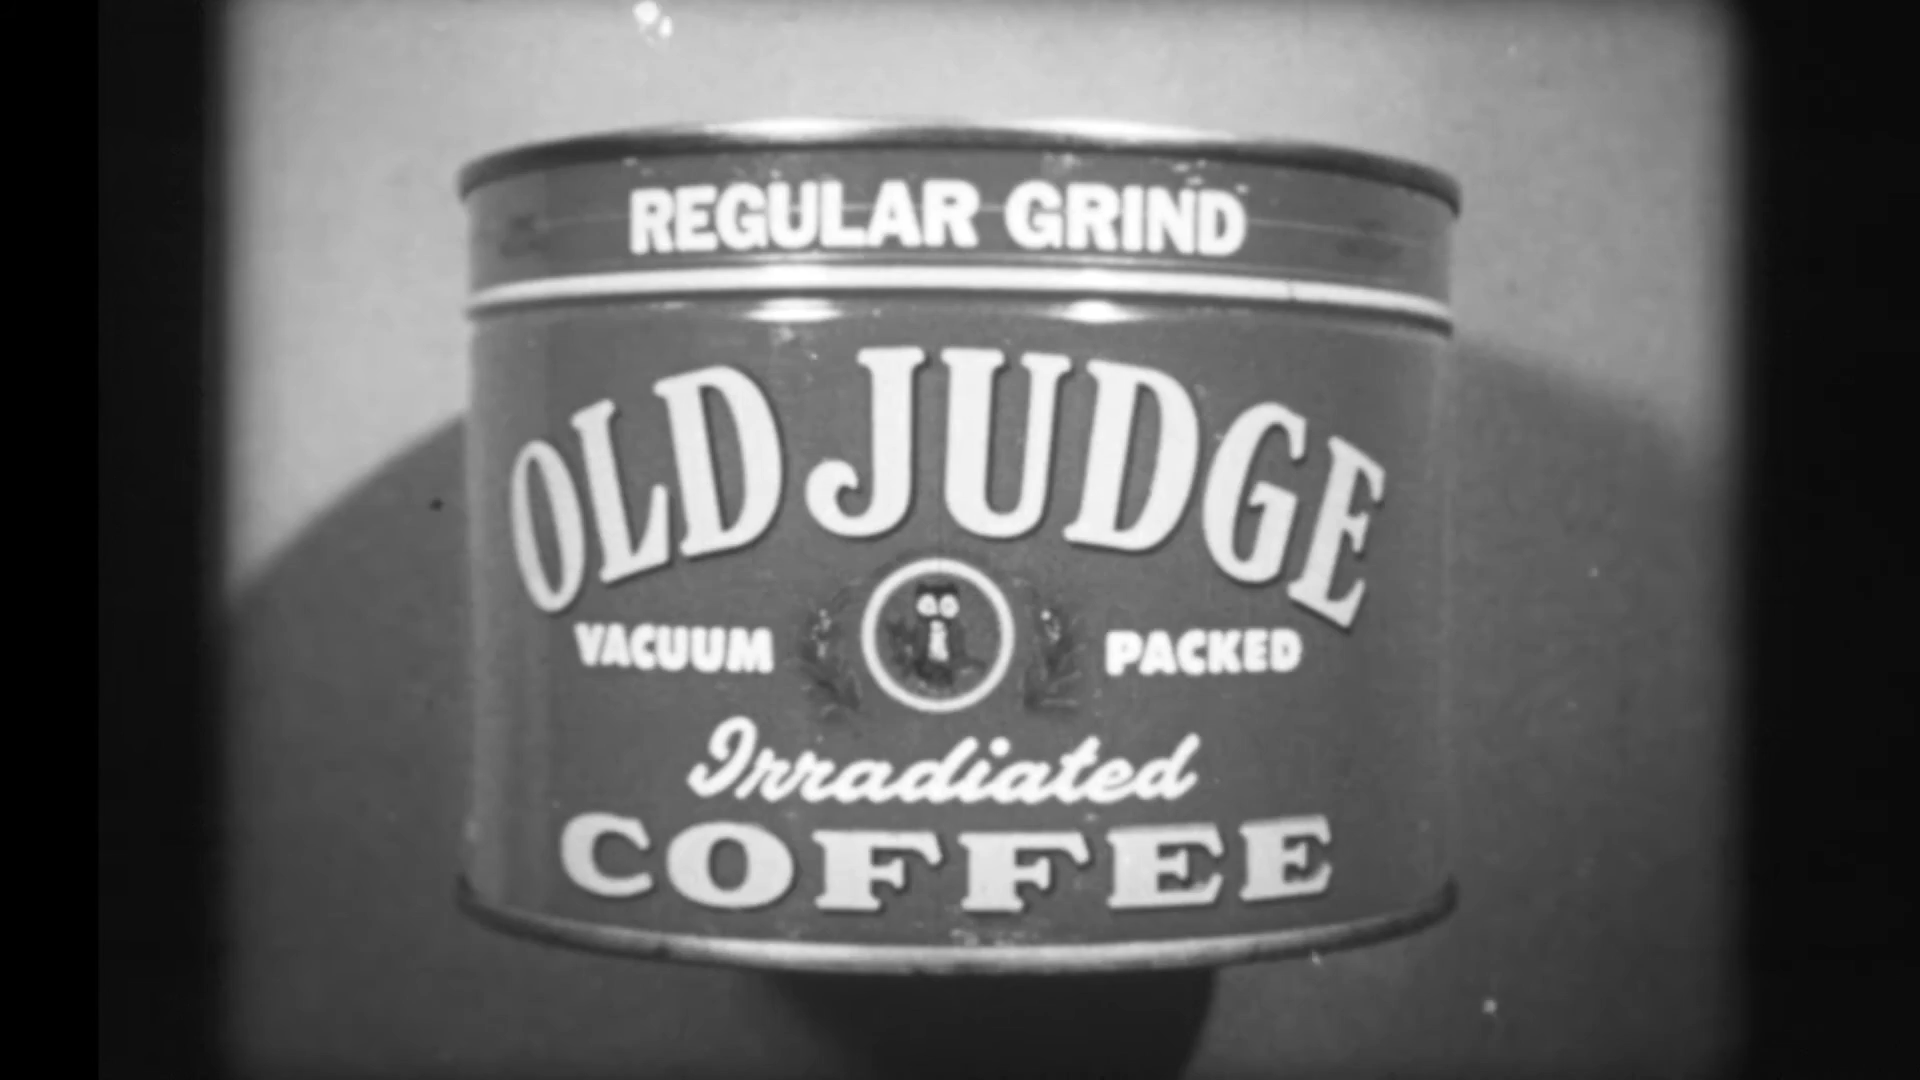 REGULAR GRIND
OLD JUDGE
VACUUM PACKED
Irradiated
COFFEE